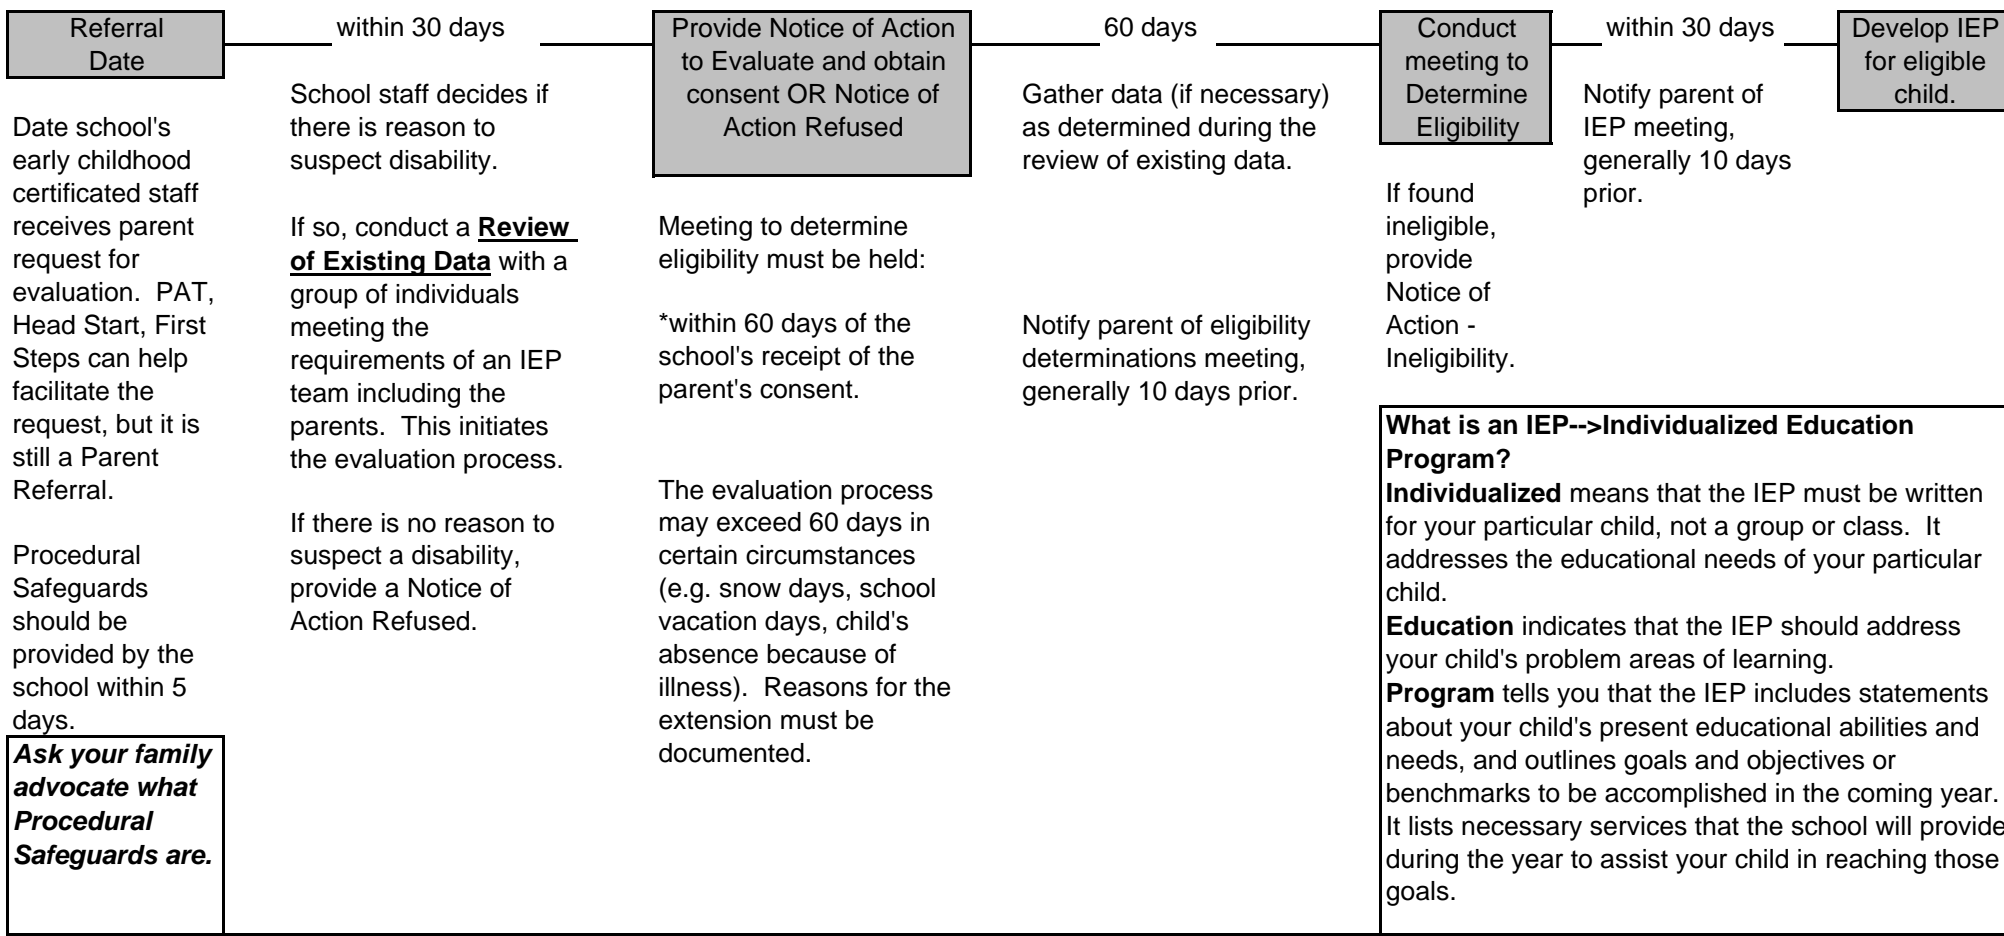 Referral
Date
within 30 days
Provide Notice of Action
to Evaluate and obtain
consent OR Notice of
Action Refused
60 days
Conduct
meeting to
Determine
Eligibility
within 30 days
Develop IEP
for eligible
child.
Date school's
early childhood
certificated staff
receives parent
request for
evaluation.  PAT,
Head Start, First
Steps can help
facilitate the
request, but it is
still a Parent
Referral.
Procedural
Safeguards
should be
provided by the
school within 5
days.
Ask your family
advocate what
Procedural
Safeguards are.
School staff decides if
there is reason to
suspect disability.
If so, conduct a Review
of Existing Data with a
group of individuals
meeting the
requirements of an IEP
team including the
parents.  This initiates
the evaluation process.
If there is no reason to
suspect a disability,
provide a Notice of
Action Refused.
Meeting to determine
eligibility must be held:
*within 60 days of the
school's receipt of the
parent's consent.
The evaluation process
may exceed 60 days in
certain circumstances
(e.g. snow days, school
vacation days, child's
absence because of
illness).  Reasons for the
extension must be
documented.
Gather data (if necessary)
as determined during the
review of existing data.
Notify parent of eligibility
determinations meeting,
generally 10 days prior.
If found
ineligible,
provide
Notice of
Action -
Ineligibility.
Notify parent of
IEP meeting,
generally 10 days
prior.
What is an IEP-->Individualized Education
Program?
Individualized means that the IEP must be written
for your particular child, not a group or class.  It
addresses the educational needs of your particular
child.
Education indicates that the IEP should address
your child's problem areas of learning.
Program tells you that the IEP includes statements
about your child's present educational abilities and
needs, and outlines goals and objectives or
benchmarks to be accomplished in the coming year.
It lists necessary services that the school will provide
during the year to assist your child in reaching those
goals.